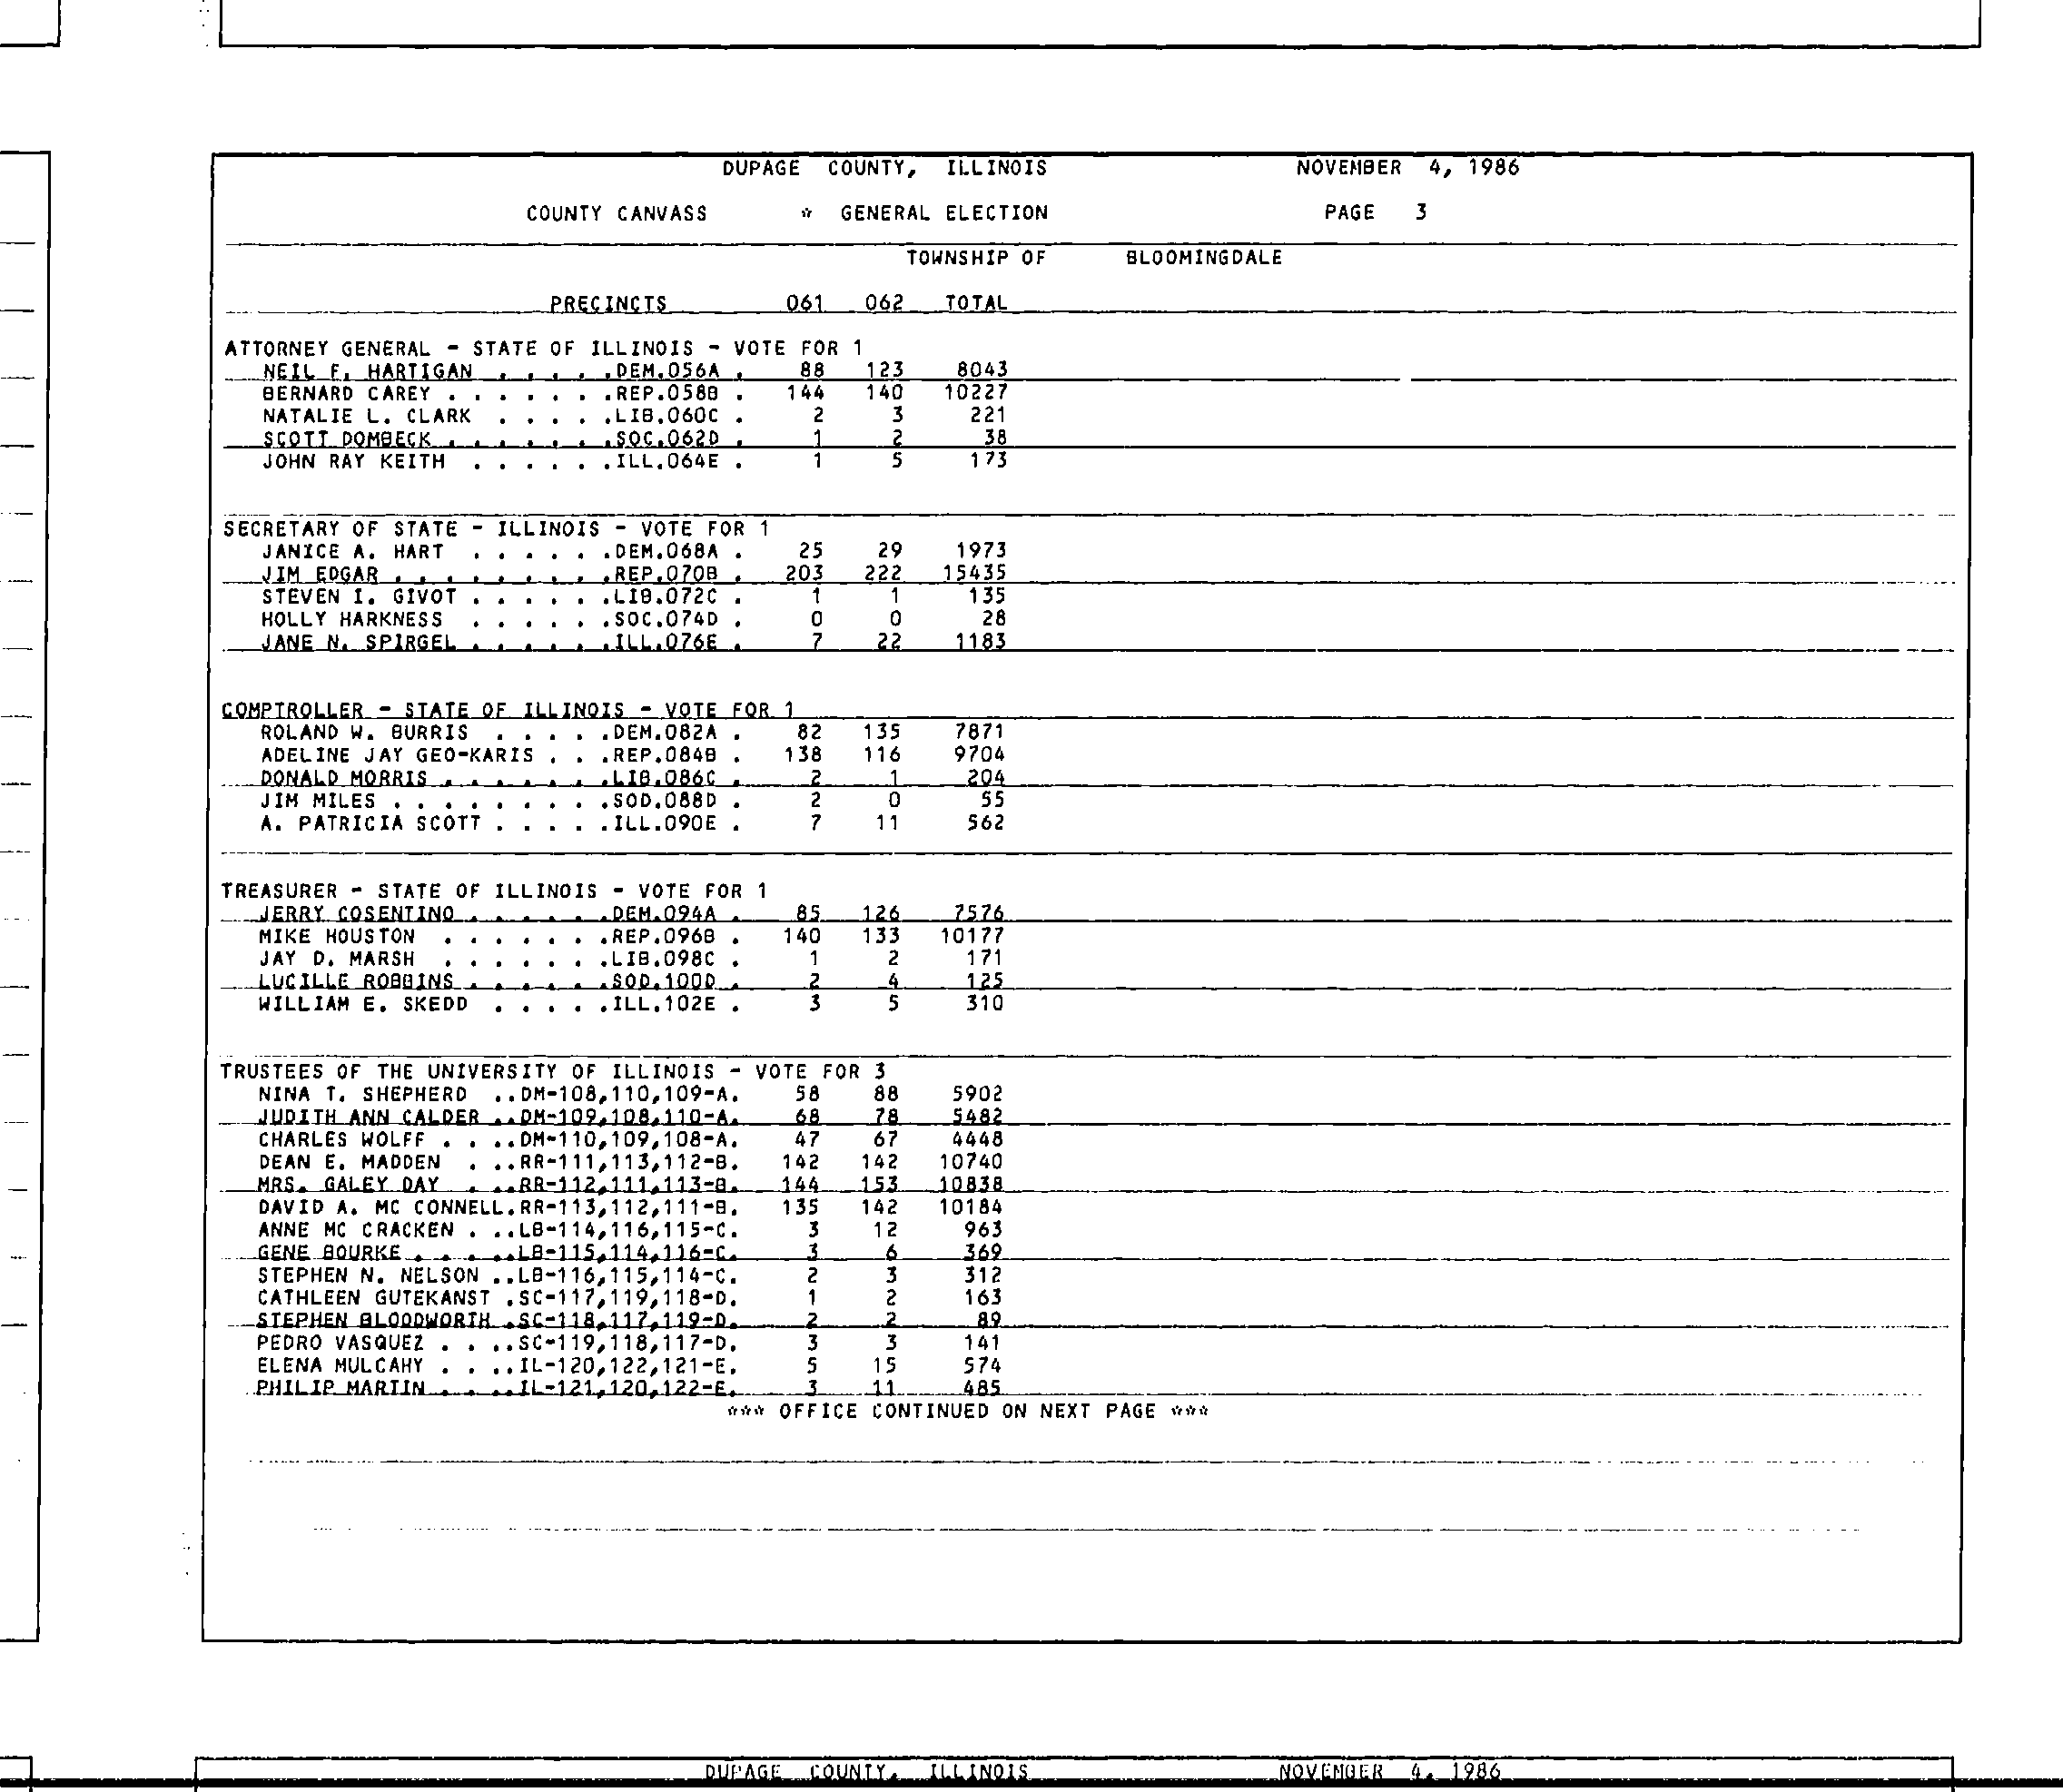 DUPAGE COUNTY, ILLINOIS NOVEMBER 4, 1986
COUNTY CANVASS * GENERAL ELECTION PAGE 3
TOWNSHIP OF BLOOMINGDALE
PRECINCTS 061 062 TOTAL
ATTORNEY GENERAL - STATE OF ILLINOIS - VOTE FOR 1
NEIL F. HARTIGAN . . . . .DEM.056A . 88 123 8043
BERNARD CAREY . . . . . . .REP.058B . 144 140 10227
NATALIE L. CLARK . . . . .LIB.060C . 2 3 221
SCOTT DOMBECK . . . . . . .SOC.062D . 1 2 38
JOHN RAY KEITH . . . . . .ILL.064E . 1 5 173
SECRETARY OF STATE - ILLINOIS - VOTE FOR 1
JANICE A. HART . . . . . .DEM.068A . 25 29 1973
JIM EDGAR . . . . . . . . .REP.070B . 203 222 15435
STEVEN I. GIVOT . . . . . .LIB.072C . 1 1 135
HOLLY HARKNESS . . . . . .SOC.074D . 0 0 28
JANE N. SPIRGEL . . . . . .ILL.076E . 7 22 1183
COMPTROLLER - STATE OF ILLINOIS - VOTE FOR 1
ROLAND W. BURRIS . . . . .DEM.082A . 82 135 7871
ADELINE JAY GEO-KARIS . . .REP.084B . 138 116 9704
DONALD MORRIS . . . . . . .LIB.086C . 2 1 204
JIM MILES . . . . . . . . .SOD.088D . 2 0 55
A. PATRICIA SCOTT . . . . .ILL.090E . 7 11 562
TREASURER - STATE OF ILLINOIS - VOTE FOR 1
JERRY COSENTINO . . . . . .DEM.094A . 85 126 7576
MIKE HOUSTON . . . . . . .REP.096B . 140 133 10177
JAY D. MARSH . . . . . . .LIB.098C . 1 2 171
LUCILLE ROBBINS . . . . . .SOD.100D . 2 4 125
WILLIAM E. SKEDD . . . . .ILL.102E . 3 5 310
TRUSTEES OF THE UNIVERSITY OF ILLINOIS - VOTE FOR 3
NINA T. SHEPHERD ..DM-108,110,109-A. 58 88 5902
JUDITH ANN CALDER ..DM-109,108,110-A. 68 78 5482
CHARLES WOLFF . . ..DM-110,109,108-A. 47 67 4448
DEAN E. MADDEN . ..RR-111,113,112-B. 142 142 10740
MRS. GALEY DAY . ..RR-112,111,113-B. 144 153 10838
DAVID A. MC CONNELL.RR-113,112,111-B. 135 142 10184
ANNE MC CRACKEN . ..LB-114,116,115-C. 3 12 963
GENE BOURKE . . . ..LB-115,114,116-C. 3 6 369
STEPHEN N. NELSON ..LB-116,115,114-C. 2 3 312
CATHLEEN GUTEKANST .SC-117,119,118-D. 1 2 163
STEPHEN BLOODWORTH .SC-118,117,119-D. 2 2 89
PEDRO VASQUEZ . . ..SC-119,118,117-D. 3 3 141
ELENA MULCAHY . . ..IL-120,122,121-E. 5 15 574
PHILIP MARTIN . . ..IL-121,120,122-E. 3 11 485
*** OFFICE CONTINUED ON NEXT PAGE ***
DUPAGE COUNTY, ILLINOIS NOVEMBER 4, 1986